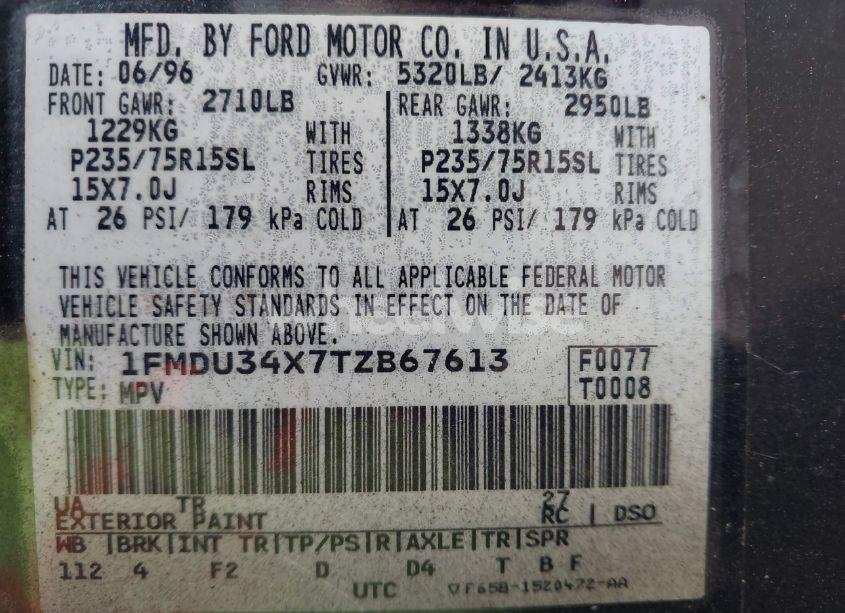 MFD. BY FORD MOTOR CO. IN U.S.A.
DATE: 06/96 GVWR: 5320LB/ 2413KG
FRONT GAWR: 2710LB REAR GAWR: 2950LB
1229KG WITH 1338KG WITH
P235/75R15SL TIRES P235/75R15SL TIRES
15X7.0J RIMS 15X7.0J RIMS
AT 26 PSI/ 179 kPa COLD AT 26 PSI/ 179 kPa COLD
THIS VEHICLE CONFORMS TO ALL APPLICABLE FEDERAL MOTOR
VEHICLE SAFETY STANDARDS IN EFFECT ON THE DATE OF
MANUFACTURE SHOWN ABOVE.
VIN: 1FMDU34X7TZB67613 F0077
TYPE: MPV T0008
UA TR 27
EXTERIOR PAINT RC | DSO
WB |BRK|INT TR|TP/PS|R|AXLE|TR|SPR
112 4 F2 D D4 T B F
UTC ▽F65B-1520472-AA